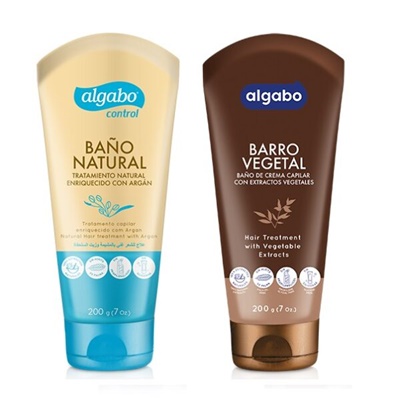 algabo
control
BAÑO
NATURAL
TRATAMIENTO NATURAL
ENRIQUECIDO CON ARGÁN
Tratamiento capilar
enriquecido con Argan
Natural Hair treatment with Argan
200 g (7 Oz.)
algabo
BARRO
VEGETAL
BAÑO DE CREMA CAPILAR
CON EXTRACTOS VEGETALES
Hair Treatment
with Vegetable
Extracts
200 g (7 Oz.)